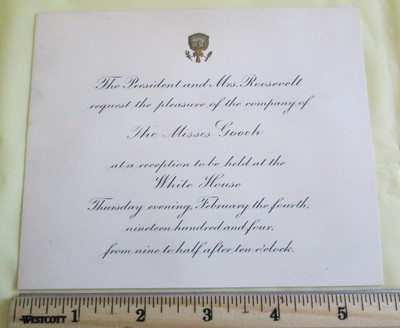 The President and Mrs. Roosevelt
request the pleasure of the company of
The Misses Gooch
at a reception to be held at the
White House
Thursday evening, February the fourth,
nineteen hundred and four,
from nine to half after ten o'clock.
WESTCOTT 1 2 3 4 5